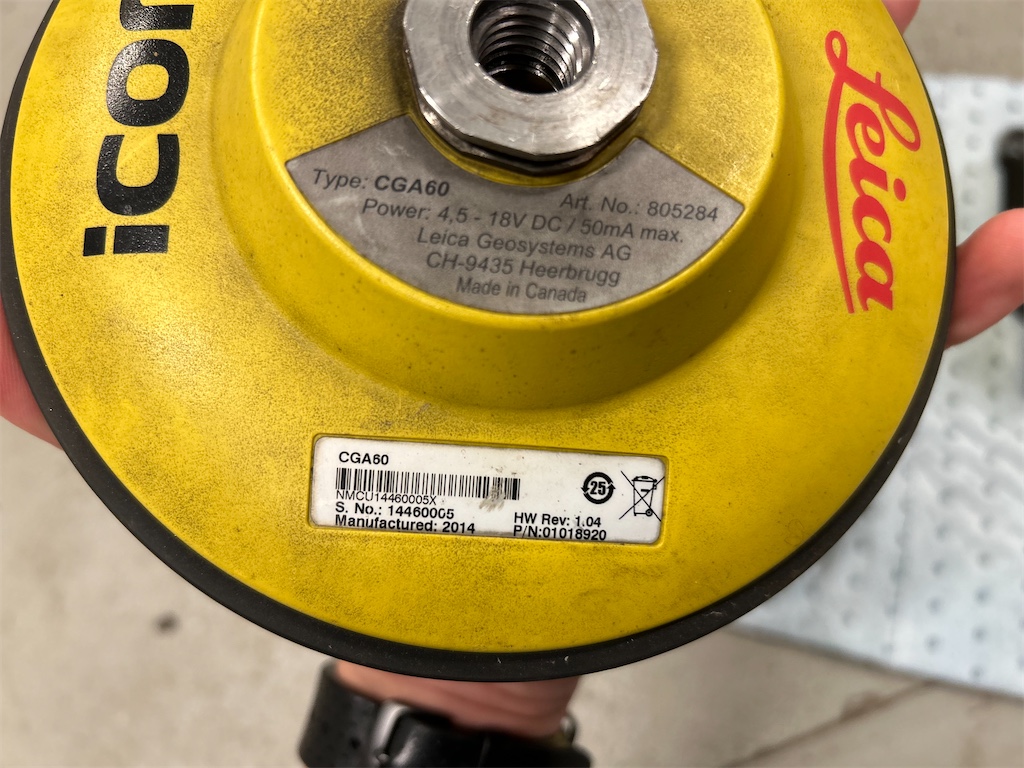 icon
Leica
Type: CGA60 Art. No.: 805284
Power: 4,5 - 18V DC / 50mA max.
Leica Geosystems AG
CH-9435 Heerbrugg
Made in Canada
CGA60
NMCU14460005X
S. No.: 14460005
Manufactured: 2014
25
HW Rev: 1.04
P/N:01018920